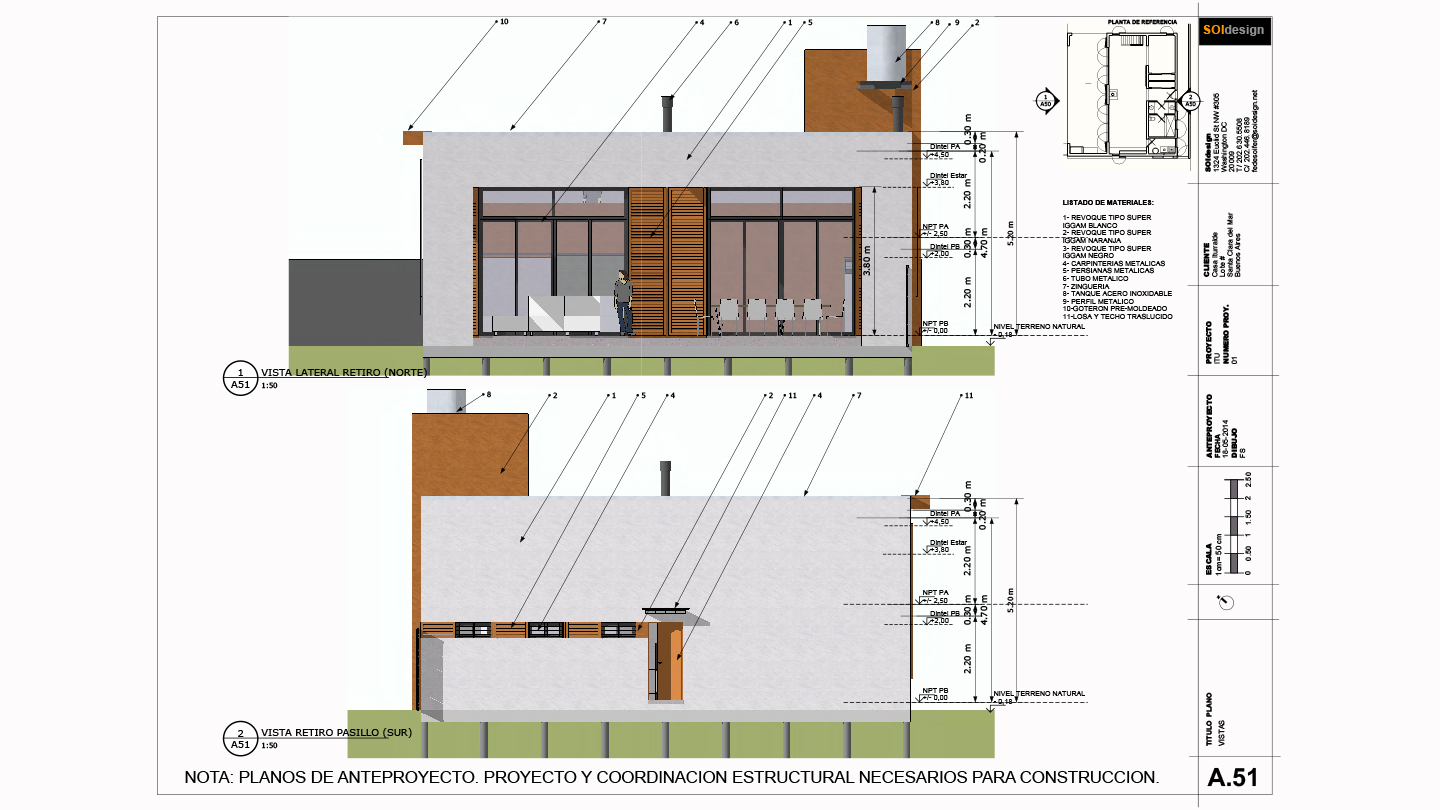 10 7 4 6 1 5 8 9 2
PLANTA DE REFERENCIA
1
A50
2
A50
0.30 m
0.20 m
Dintel PA
+4,50
Dintel Estar
+3,80
2.20 m
NPT PA
+/- 2,50
Dintel PB
+2,00
0.30 m
4.70 m
5.20 m
3.80 m
2.20 m
NPT PB
+/- 0,00
NIVEL TERRENO NATURAL
- 0,18
LISTADO DE MATERIALES:
1- REVOQUE TIPO SUPER
IGGAM BLANCO
2- REVOQUE TIPO SUPER
IGGAM NARANJA
3- REVOQUE TIPO SUPER
IGGAM NEGRO
4- CARPINTERIAS METALICAS
5- PERSIANAS METALICAS
6- TUBO METALICO
7- ZINGUERIA
8- TANQUE ACERO INOXIDABLE
9- PERFIL METALICO
10-GOTERON PRE-MOLDEADO
11-LOSA Y TECHO TRASLUCIDO
1
A51
VISTA LATERAL RETIRO (NORTE)
1:50
8 2 1 5 4 2 11 4 7 11
0.30 m
0.20 m
Dintel PA
+4,50
Dintel Estar
+3,80
2.20 m
NPT PA
+/- 2,50
Dintel PB
+2,00
0.30 m
4.70 m
5.20 m
2.20 m
NPT PB
+/- 0,00
NIVEL TERRENO NATURAL
- 0,18
2
A51
VISTA RETIRO PASILLO (SUR)
1:50
NOTA: PLANOS DE ANTEPROYECTO. PROYECTO Y COORDINACION ESTRUCTURAL NECESARIOS PARA CONSTRUCCION.
SOldesign
SOldesign
1324 Euclid St NW #305
Washington DC
20009
T/ 202.630.5508
C/ 202.446.8189
fedesolfer@soldesign.net
CLIENTE
Casa Iturralde
Lote #
Santa Clara del Mar
Buenos Aires
PROYECTO
ITU
NUMERO PROY.
01
ANTEPROYECTO
FECHA
16-05-2014
DIBUJO
FS
ESCALA
1cm= 50 cm
0 0.50 1 1.50 2 2.50
TITULO PLANO
VISTAS
A.51